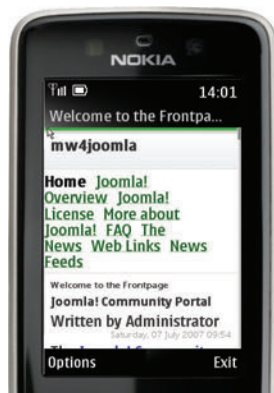 NOKIA
14:01
Welcome to the Frontpa...
mw4joomla
Home Joomla!
Overview Joomla!
License More about
Joomla! FAQ The
News Web Links News
Feeds
Welcome to the Frontpage
Joomla! Community Portal
Written by Administrator
Saturday, 07 July 2007 09:54
Options Exit